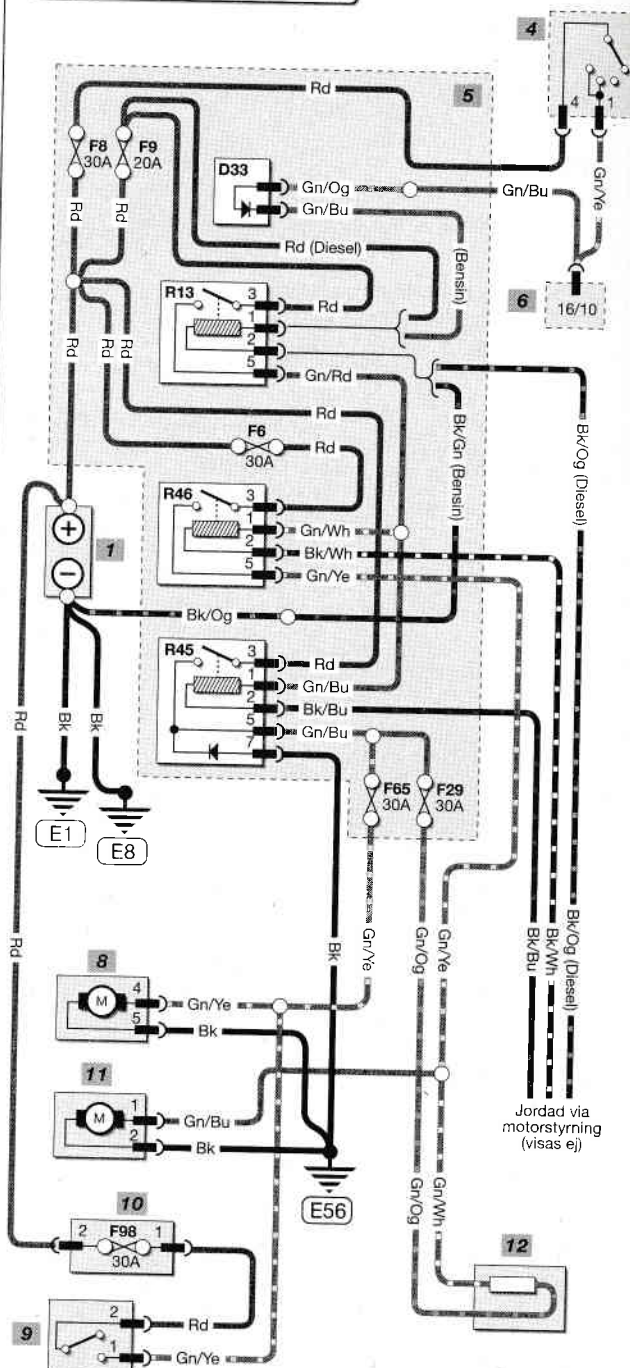 4
Rd
5
4 1
F8
30A
F9
20A
D33
Gn/Og
Gn/Bu
Gn/Bu
Gn/Ye
Rd
Rd
Rd (Diesel)
(Bensin)
6
16/10
R13
3
1
2
5
Rd
Gn/Rd
Rd
Rd
Rd
Rd
F6
30A
Rd
Bk/Gn (Bensin)
Bk/Og (Diesel)
R46
3
1
2
5
Gn/Wh
Bk/Wh
Gn/Ye
+
−
1
Bk/Og
R45
3
1
2
5
7
Rd
Gn/Bu
Bk/Bu
Gn/Bu
Rd
Bk
Bk
F65
30A
F29
30A
E1
E8
Rd
Bk
Gn/Ye
Gn/Og
Gn/Ye
Bk/Bu
Bk/Wh
Bk/Og (Diesel)
8
M
4
5
Gn/Ye
Bk
11
M
1
2
Gn/Bu
Bk
Jordad via
motorstyrning
(visas ej)
E56
Gn/Og
Gn/Wh
10
2
F98
30A
1
12
9
2
1
Rd
Gn/Ye